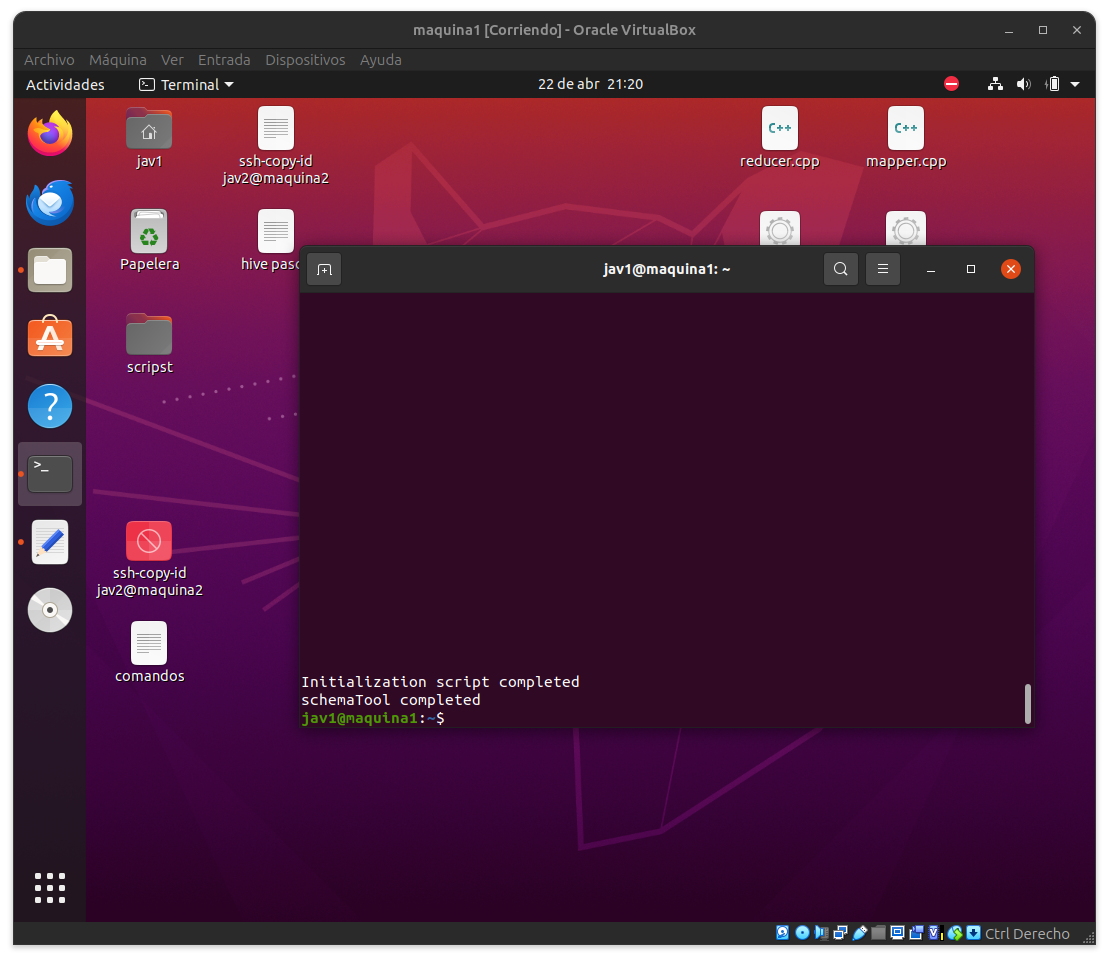 maquina1 [Corriendo] - Oracle VirtualBox
Archivo Máquina Ver Entrada Dispositivos Ayuda
Actividades Terminal 22 de abr 21:20
jav1
ssh-copy-id
jav2@maquina2
C++
reducer.cpp
C++
mapper.cpp
Papelera
hive paso
jav1@maquina1: ~
scripst
?
>_
ssh-copy-id
jav2@maquina2
comandos
Initialization script completed
schemaTool completed
jav1@maquina1:~$
Ctrl Derecho